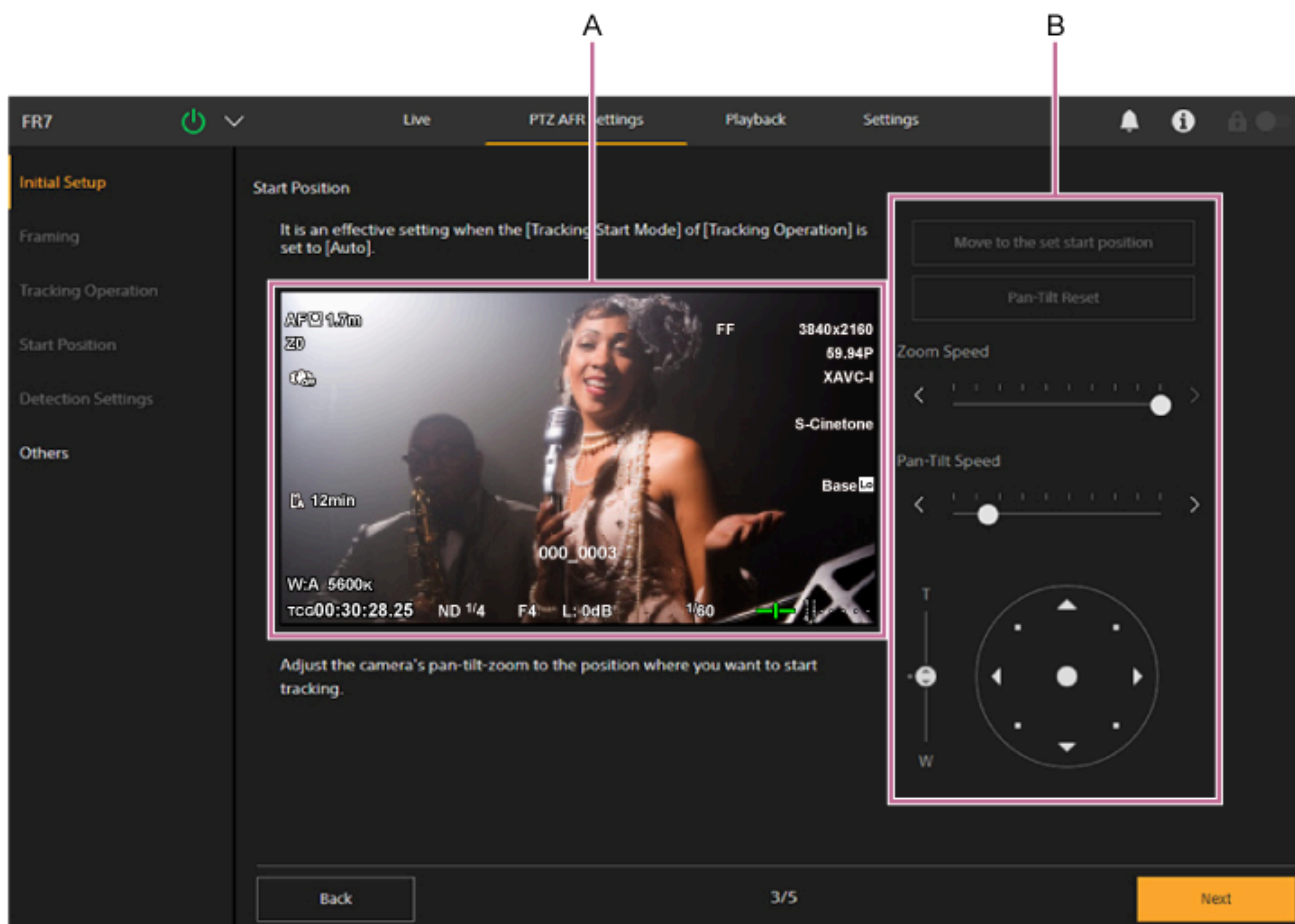 A
B
FR7
Live
PTZ AFR Settings
Playback
Settings
Initial Setup
Framing
Tracking Operation
Start Position
Detection Settings
Others
Start Position
It is an effective setting when the [Tracking Start Mode] of [Tracking Operation] is
set to [Auto].
AF 1.7m
Z0
FF
3840x2160
59.94P
XAVC-I
S-Cinetone
Base Lo
12min
000_0003
W:A 5600K
TCG00:30:28.25 ND 1/4 F4 L: 0dB 1/60
Adjust the camera's pan-tilt-zoom to the position where you want to start
tracking.
Move to the set start position
Pan-Tilt Reset
Zoom Speed
Pan-Tilt Speed
T
W
Back
3/5
Next